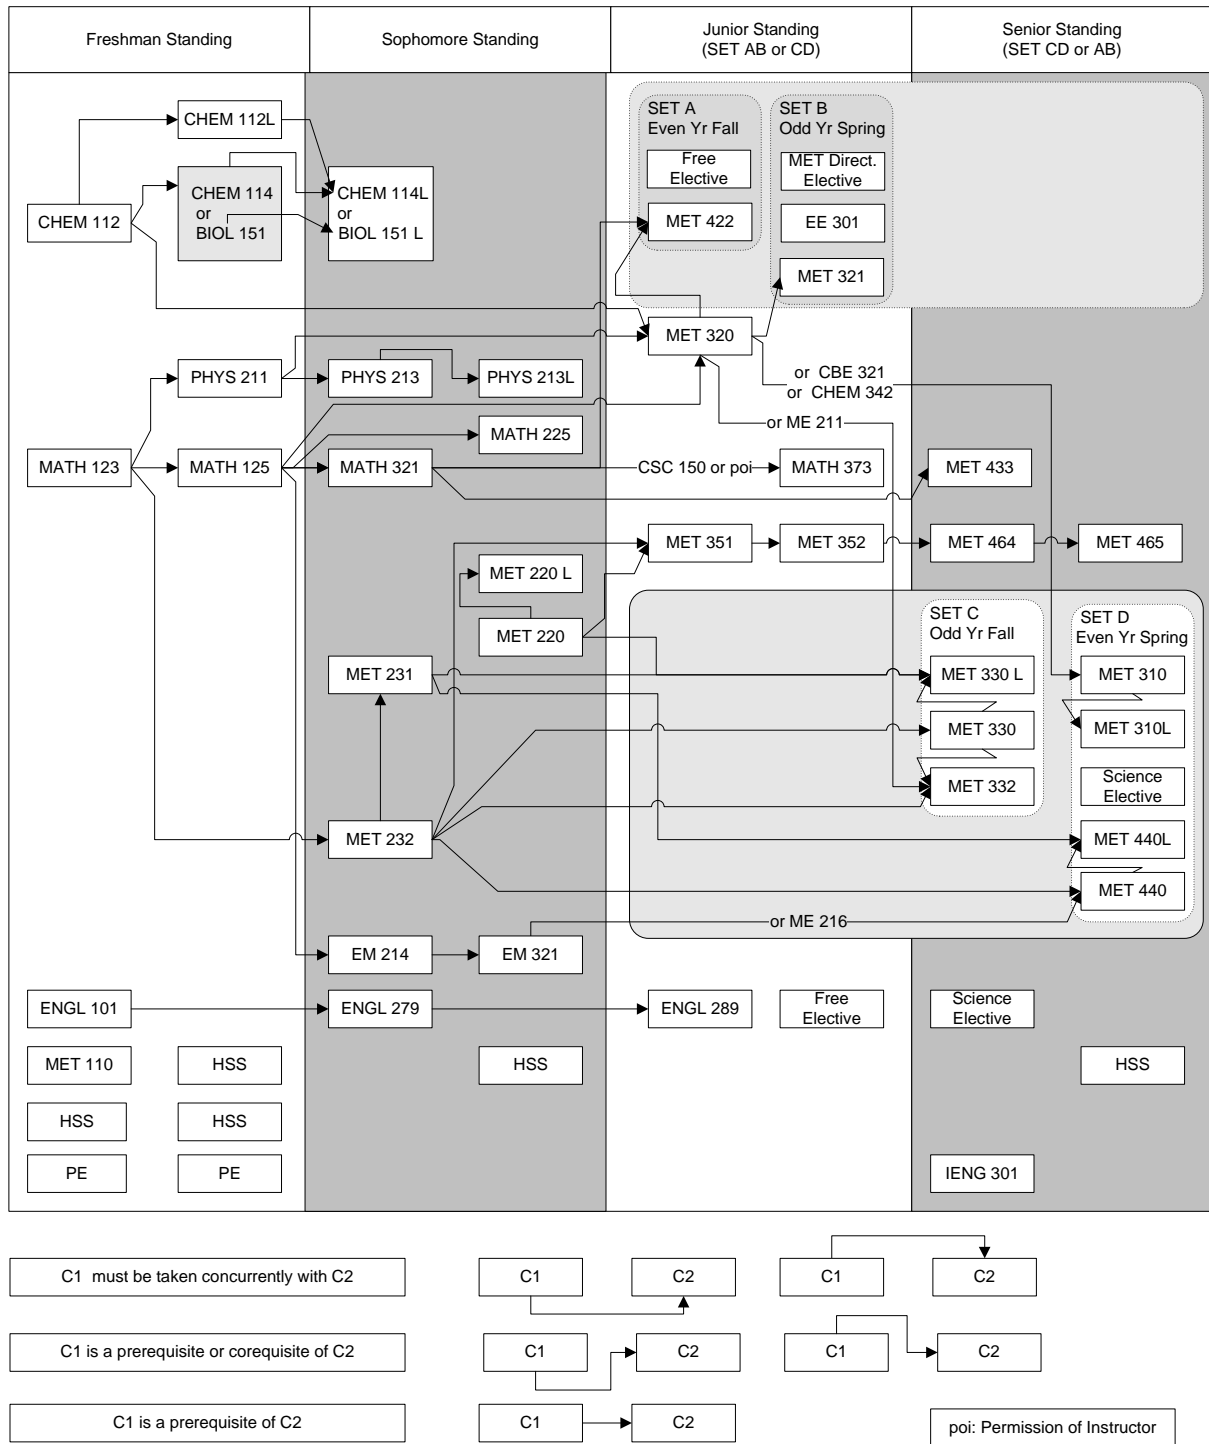 Freshman Standing
Sophomore Standing
Junior Standing
(SET AB or CD)
Senior Standing
(SET CD or AB)
SET A
Even Yr Fall
SET B
Odd Yr Spring
CHEM 112L
Free
Elective
MET Direct.
Elective
CHEM 112
CHEM 114
or
BIOL 151
CHEM 114L
or
BIOL 151 L
MET 422
EE 301
MET 321
MET 320
PHYS 211
PHYS 213
PHYS 213L
or CBE 321
or CHEM 342
or ME 211
MATH 225
MATH 123
MATH 125
MATH 321
CSC 150 or poi
MATH 373
MET 433
MET 351
MET 352
MET 464
MET 465
MET 220 L
MET 220
SET C
Odd Yr Fall
SET D
Even Yr Spring
MET 231
MET 330 L
MET 310
MET 330
MET 310L
MET 332
Science
Elective
MET 232
MET 440L
MET 440
or ME 216
EM 214
EM 321
ENGL 101
ENGL 279
ENGL 289
Free
Elective
Science
Elective
MET 110
HSS
HSS
HSS
HSS
HSS
PE
PE
IENG 301
C1 must be taken concurrently with C2
C1
C2
C1
C2
C1 is a prerequisite or corequisite of C2
C1
C2
C1
C2
C1 is a prerequisite of C2
C1
C2
poi: Permission of Instructor